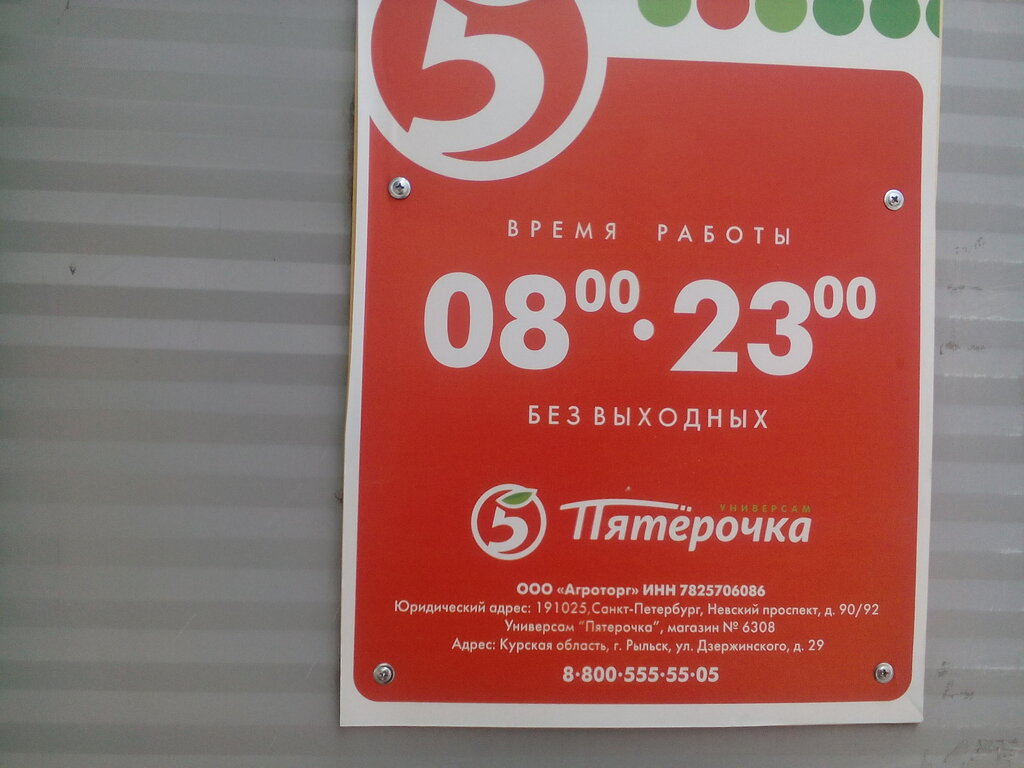 5
ВРЕМЯ РАБОТЫ
08⁰⁰·23⁰⁰
БЕЗ ВЫХОДНЫХ
5 Пятёрочка УНИВЕРСАМ
ООО «Агроторг» ИНН 7825706086
Юридический адрес: 191025,Санкт-Петербург, Невский проспект, д. 90/92
Универсам "Пятерочка", магазин № 6308
Адрес: Курская область, г. Рыльск, ул. Дзержинского, д. 29
8·800·555·55·05